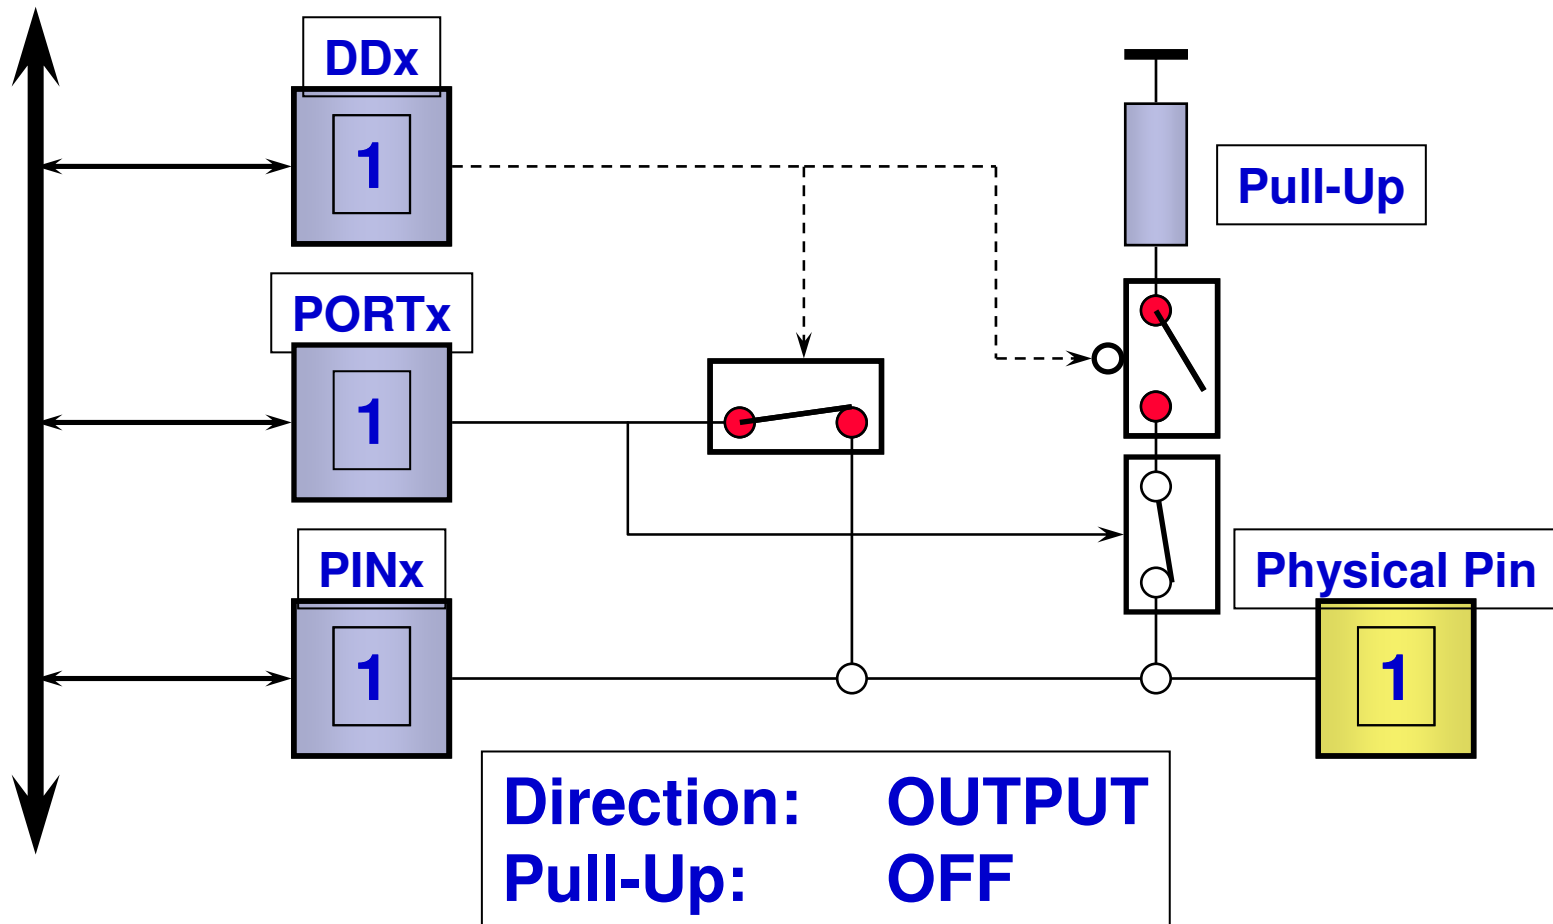 DDx
1
Pull-Up
PORTx
1
PINx
1
Physical Pin
1
Direction: OUTPUT
Pull-Up: OFF